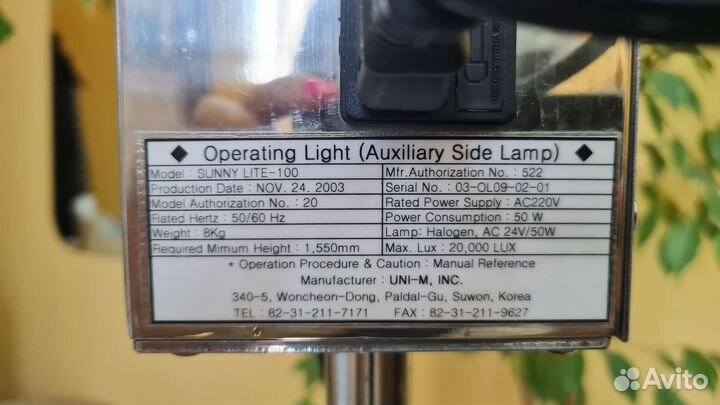 ◆ Operating Light (Auxiliary Side Lamp) ◆
Model : SUNNY LITE-100 Mfr.Authorization No. : 522
Production Date : NOV. 24. 2003 Serial No. : 03-OL09-02-01
Model Authorization No. : 20 Rated Power Supply : AC220V
Rated Hertz : 50/60 Hz Power Consumption : 50 W
Weight : 8Kg Lamp: Halogen, AC 24V/50W
Required Mimum Height : 1,550mm Max. Lux : 20,000 LUX
* Operation Procedure & Caution : Manual Reference
Manufacturer : UNI-M, INC.
340-5, Woncheon-Dong, Paldal-Gu, Suwon, Korea
TEL : 82-31-211-7171 FAX : 82-31-211-9627
Avito